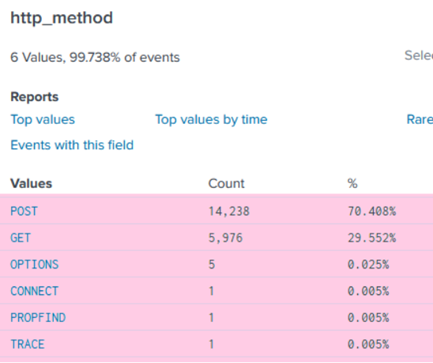 http_method
6 Values, 99.738% of events Selec
Reports
Top values Top values by time Rare
Events with this field
Values Count %
POST 14,238 70.408%
GET 5,976 29.552%
OPTIONS 5 0.025%
CONNECT 1 0.005%
PROPFIND 1 0.005%
TRACE 1 0.005%